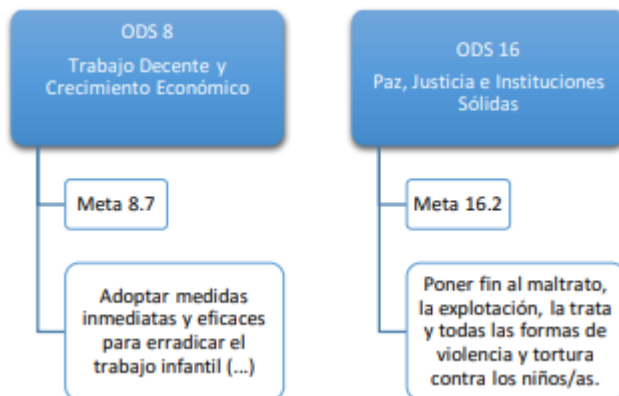 ODS 8
Trabajo Decente y
Crecimiento Económico
Meta 8.7
Adoptar medidas
inmediatas y eficaces
para erradicar el
trabajo infantil (...)
ODS 16
Paz, Justicia e Instituciones
Sólidas
Meta 16.2
Poner fin al maltrato,
la explotación, la trata
y todas las formas de
violencia y tortura
contra los niños/as.